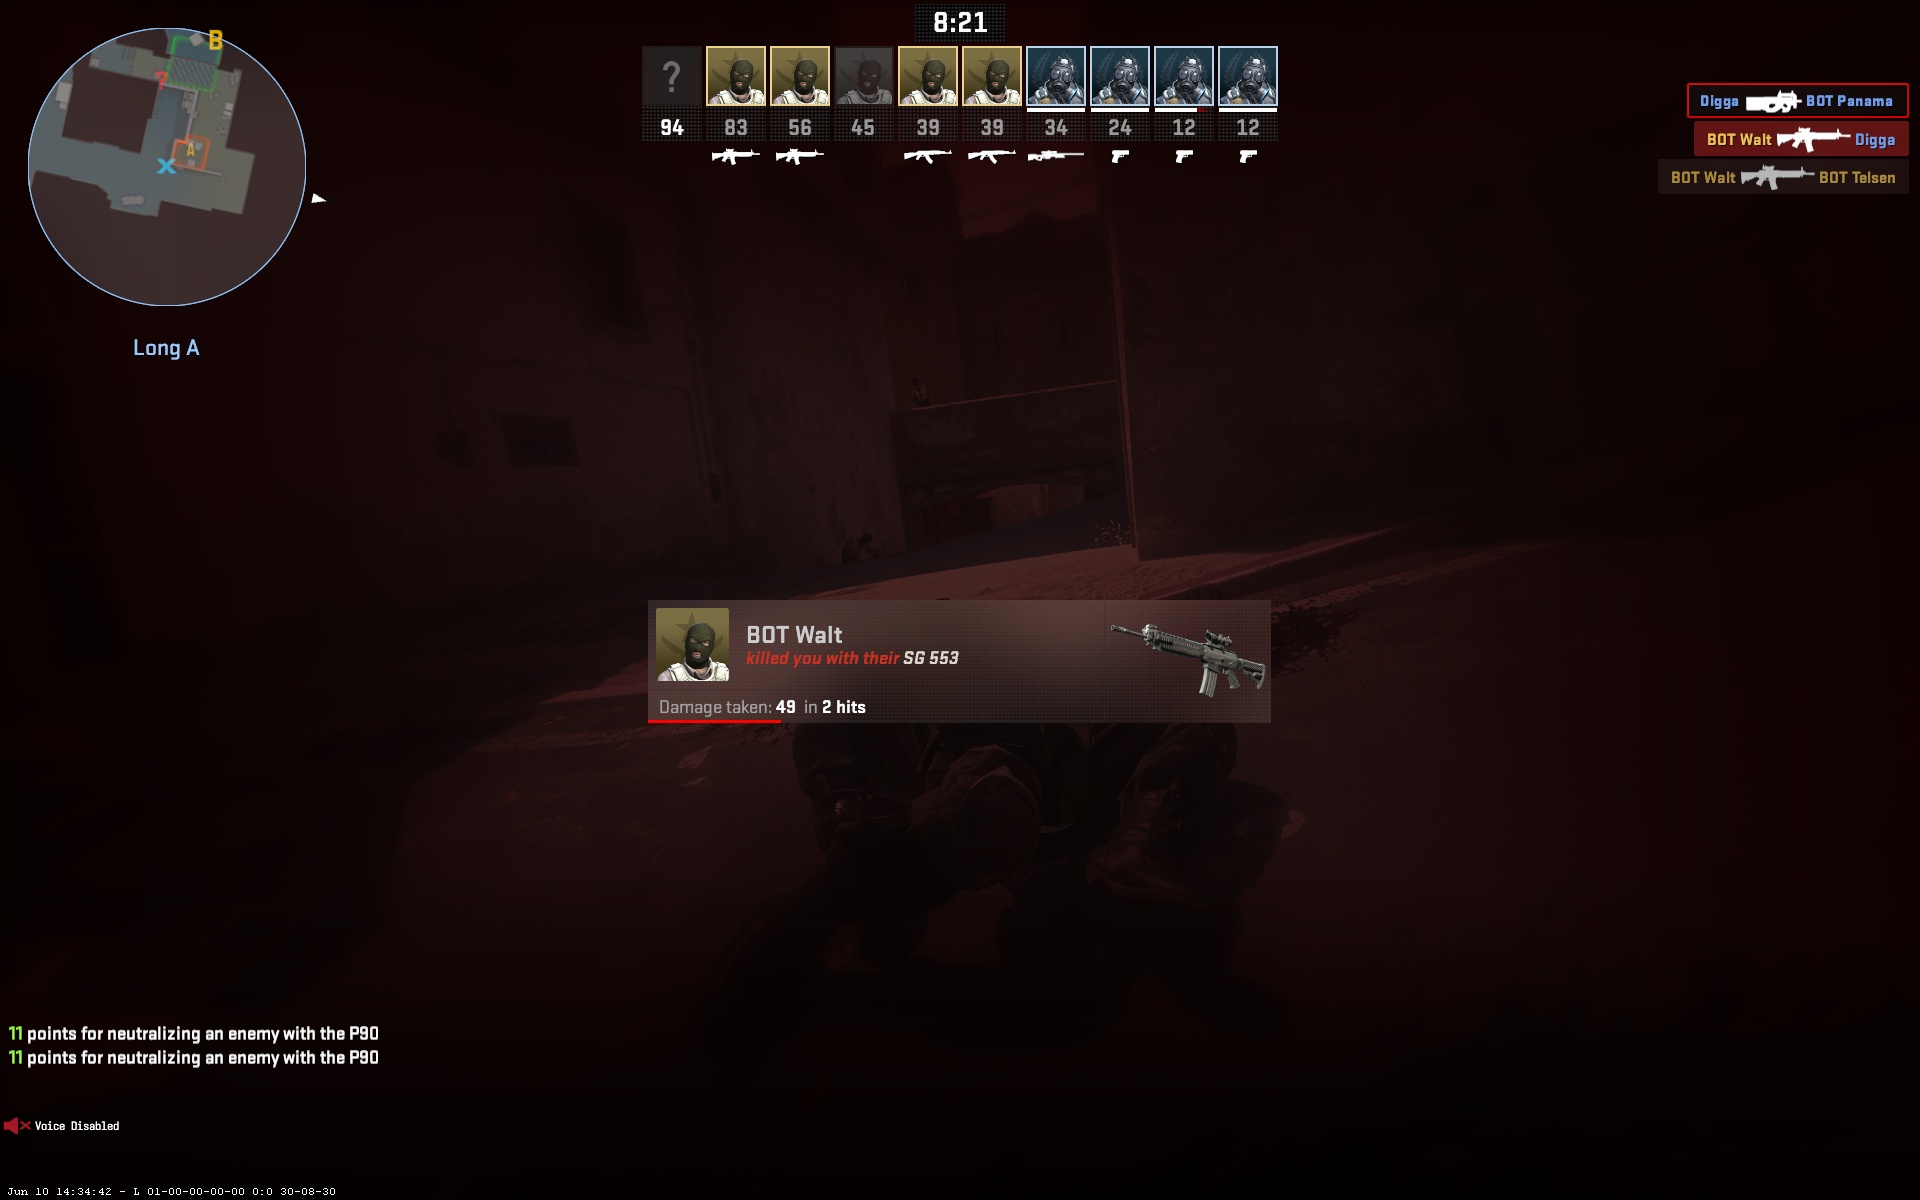 8:21
B
A
Long A
?
94 83 56 45 39 39 34 24 12 12
Digga BOT Panama
BOT Walt Digga
BOT Walt BOT Telsen
BOT Walt
killed you with their SG 553
Damage taken: 49 in 2 hits
11 points for neutralizing an enemy with the P90
11 points for neutralizing an enemy with the P90
Voice Disabled
Jun 10 14:34:42 - L 01-00-00-00-00 0:0 30-08-30